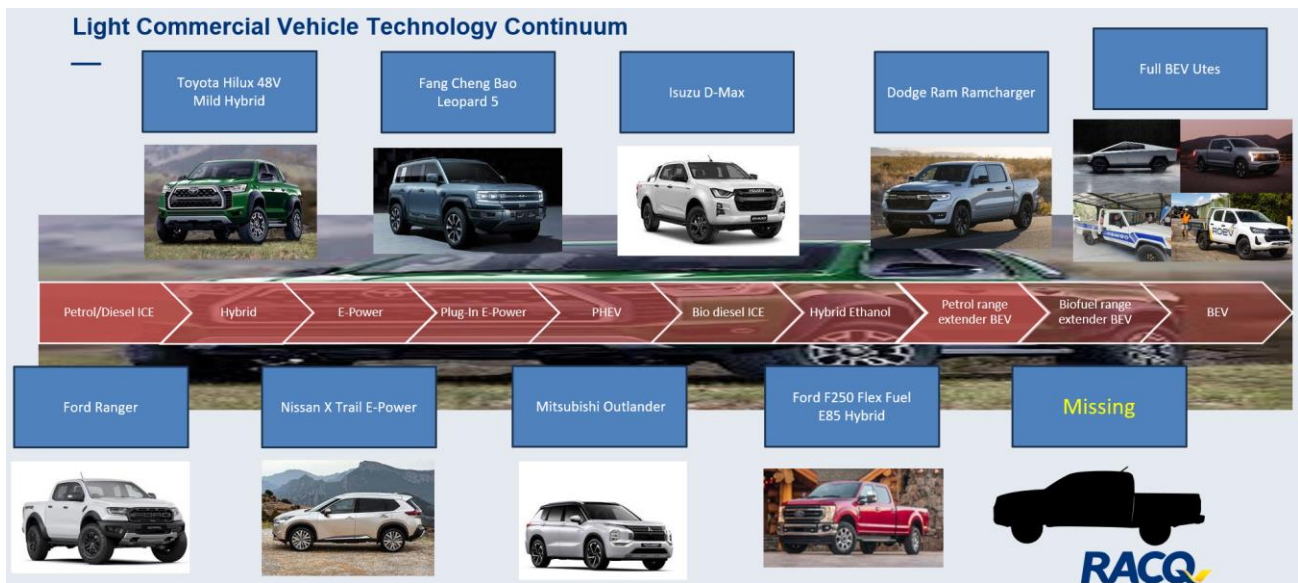 Light Commercial Vehicle Technology Continuum
Toyota Hilux 48V
Mild Hybrid
Fang Cheng Bao
Leopard 5
Isuzu D-Max
Dodge Ram Ramcharger
Full BEV Utes
Petrol/Diesel ICE
Hybrid
E-Power
Plug-In E-Power
PHEV
Bio diesel ICE
Hybrid Ethanol
Petrol range
extender BEV
Biofuel range
extender BEV
BEV
Ford Ranger
Nissan X Trail E-Power
Mitsubishi Outlander
Ford F250 Flex Fuel
E85 Hybrid
Missing
RACQ